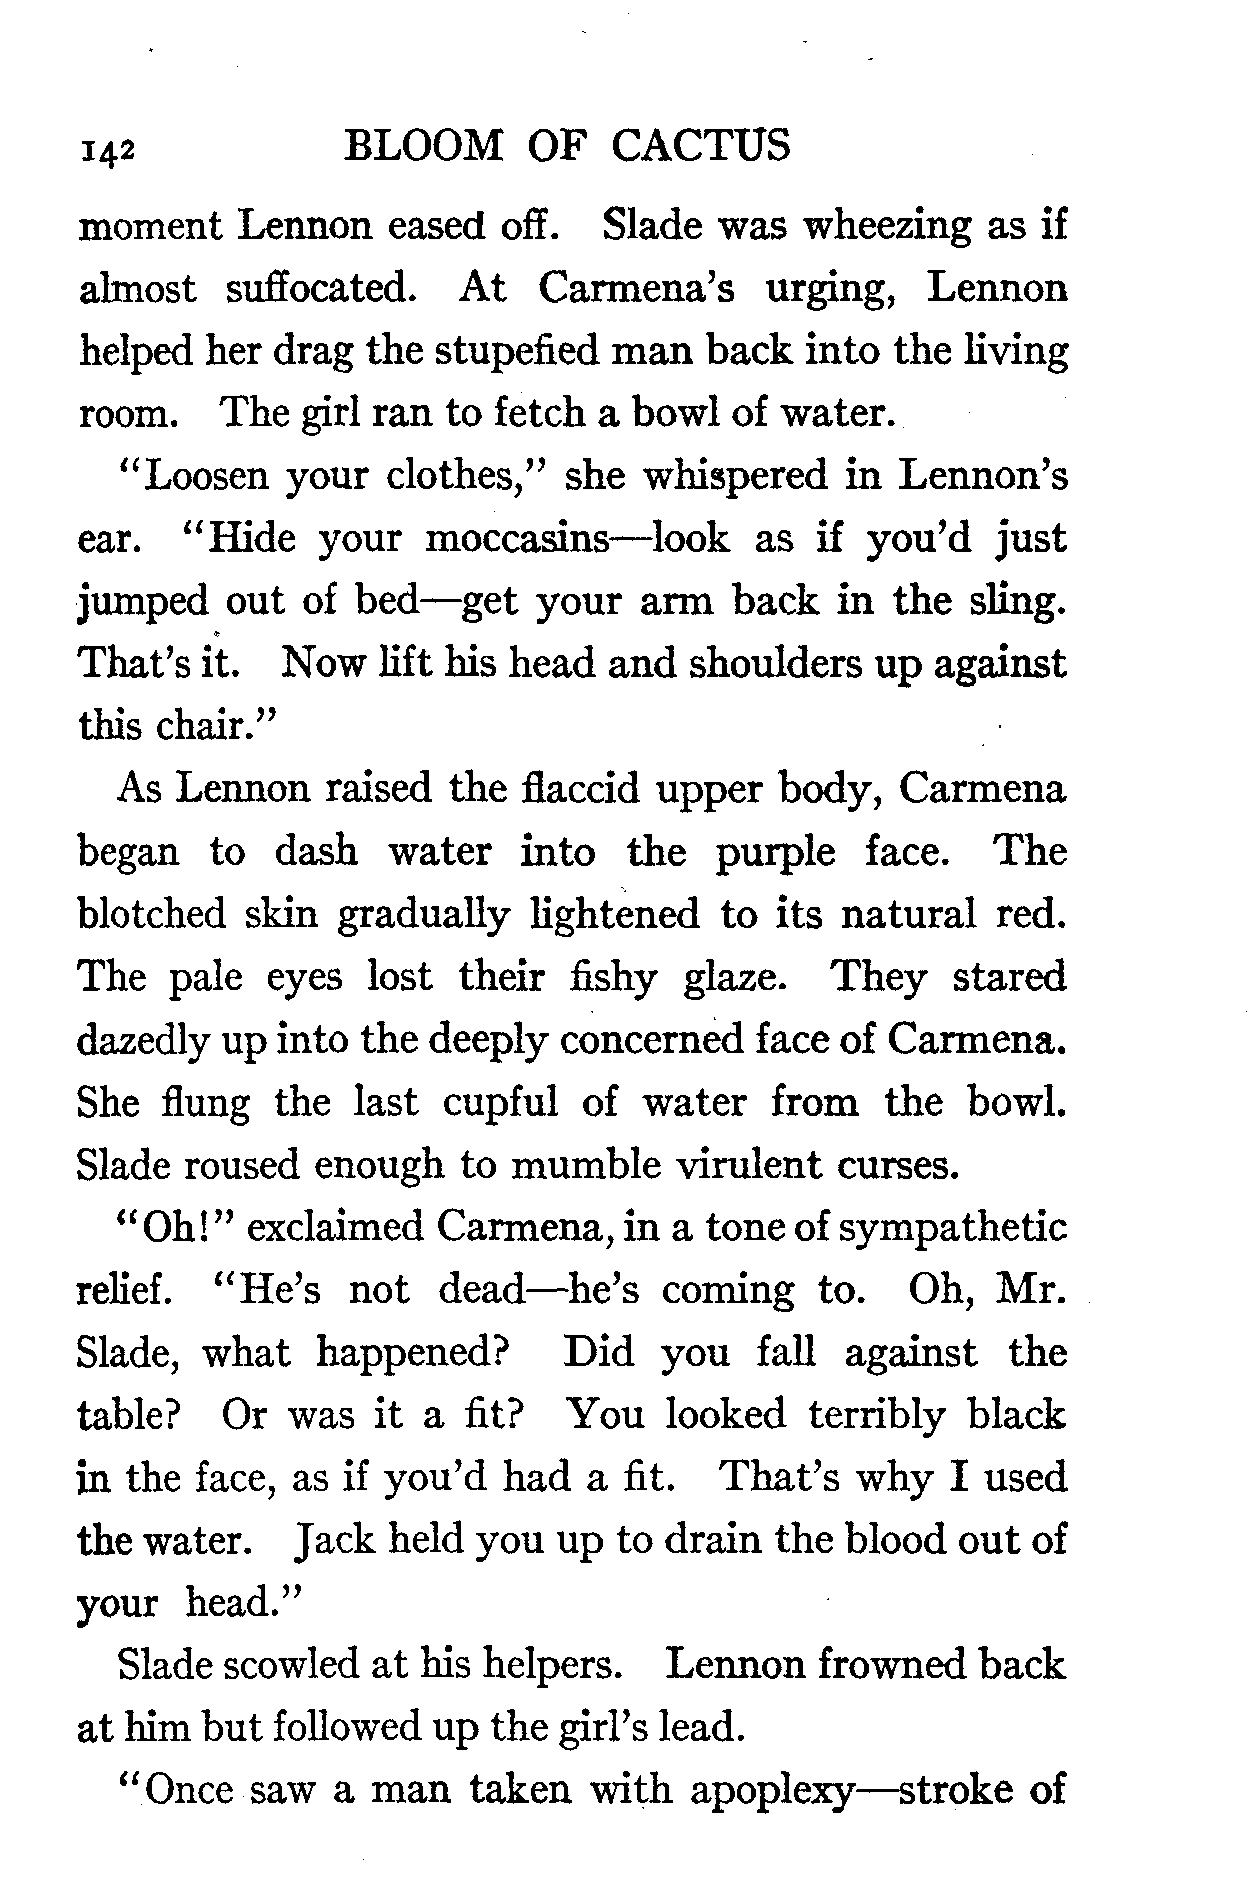 142 BLOOM OF CACTUS
moment Lennon eased off. Slade was wheezing as if
almost suffocated. At Carmena's urging, Lennon
helped her drag the stupefied man back into the living
room. The girl ran to fetch a bowl of water.
"Loosen your clothes," she whispered in Lennon's
ear. "Hide your moccasins—look as if you'd just
jumped out of bed—get your arm back in the sling.
That's it. Now lift his head and shoulders up against
this chair."
As Lennon raised the flaccid upper body, Carmena
began to dash water into the purple face. The
blotched skin gradually lightened to its natural red.
The pale eyes lost their fishy glaze. They stared
dazedly up into the deeply concerned face of Carmena.
She flung the last cupful of water from the bowl.
Slade roused enough to mumble virulent curses.
"Oh!" exclaimed Carmena, in a tone of sympathetic
relief. "He's not dead—he's coming to. Oh, Mr.
Slade, what happened? Did you fall against the
table? Or was it a fit? You looked terribly black
in the face, as if you'd had a fit. That's why I used
the water. Jack held you up to drain the blood out of
your head."
Slade scowled at his helpers. Lennon frowned back
at him but followed up the girl's lead.
"Once saw a man taken with apoplexy—stroke of